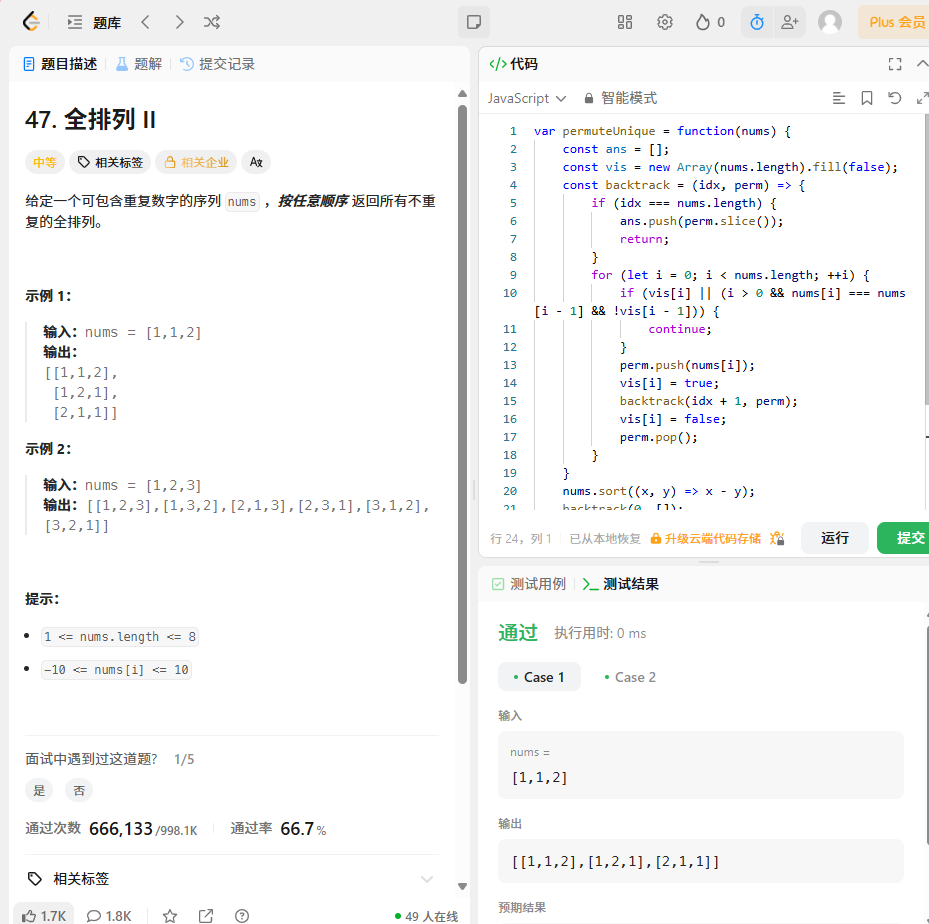 题库
0
Plus 会员
题目描述 题解 提交记录
47. 全排列 II
中等 相关标签 相关企业
给定一个可包含重复数字的序列 nums ，按任意顺序 返回所有不重
复的全排列。
示例 1：
输入：nums = [1,1,2]
输出：
[[1,1,2],
[1,2,1],
[2,1,1]]
示例 2：
输入：nums = [1,2,3]
输出：[[1,2,3],[1,3,2],[2,1,3],[2,3,1],[3,1,2],
[3,2,1]]
提示：
1 <= nums.length <= 8
-10 <= nums[i] <= 10
面试中遇到过这道题? 1/5
是 否
通过次数 666,133/998.1K 通过率 66.7%
相关标签
1.7K 1.8K 49 人在线
</> 代码
JavaScript 智能模式
1 var permuteUnique = function(nums) {
2 const ans = [];
3 const vis = new Array(nums.length).fill(false);
4 const backtrack = (idx, perm) => {
5 if (idx === nums.length) {
6 ans.push(perm.slice());
7 return;
8 }
9 for (let i = 0; i < nums.length; ++i) {
10 if (vis[i] || (i > 0 && nums[i] === nums
[i - 1] && !vis[i - 1])) {
11 continue;
12 }
13 perm.push(nums[i]);
14 vis[i] = true;
15 backtrack(idx + 1, perm);
16 vis[i] = false;
17 perm.pop();
18 }
19 }
20 nums.sort((x, y) => x - y);
21 backtrack(0, []);
行 24，列 1 已从本地恢复 升级云端代码存储 运行 提交
测试用例 >_ 测试结果
通过 执行用时: 0 ms
Case 1 Case 2
输入
nums =
[1,1,2]
输出
[[1,1,2],[1,2,1],[2,1,1]]
预期结果